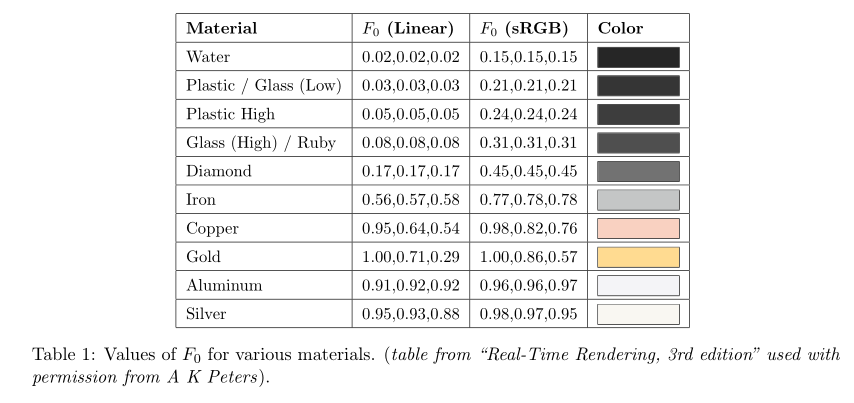 Material F0 (Linear) F0 (sRGB) Color
Water 0.02,0.02,0.02 0.15,0.15,0.15
Plastic / Glass (Low) 0.03,0.03,0.03 0.21,0.21,0.21
Plastic High 0.05,0.05,0.05 0.24,0.24,0.24
Glass (High) / Ruby 0.08,0.08,0.08 0.31,0.31,0.31
Diamond 0.17,0.17,0.17 0.45,0.45,0.45
Iron 0.56,0.57,0.58 0.77,0.78,0.78
Copper 0.95,0.64,0.54 0.98,0.82,0.76
Gold 1.00,0.71,0.29 1.00,0.86,0.57
Aluminum 0.91,0.92,0.92 0.96,0.96,0.97
Silver 0.95,0.93,0.88 0.98,0.97,0.95
Table 1: Values of F0 for various materials. (table from “Real-Time Rendering, 3rd edition” used with
permission from A K Peters).